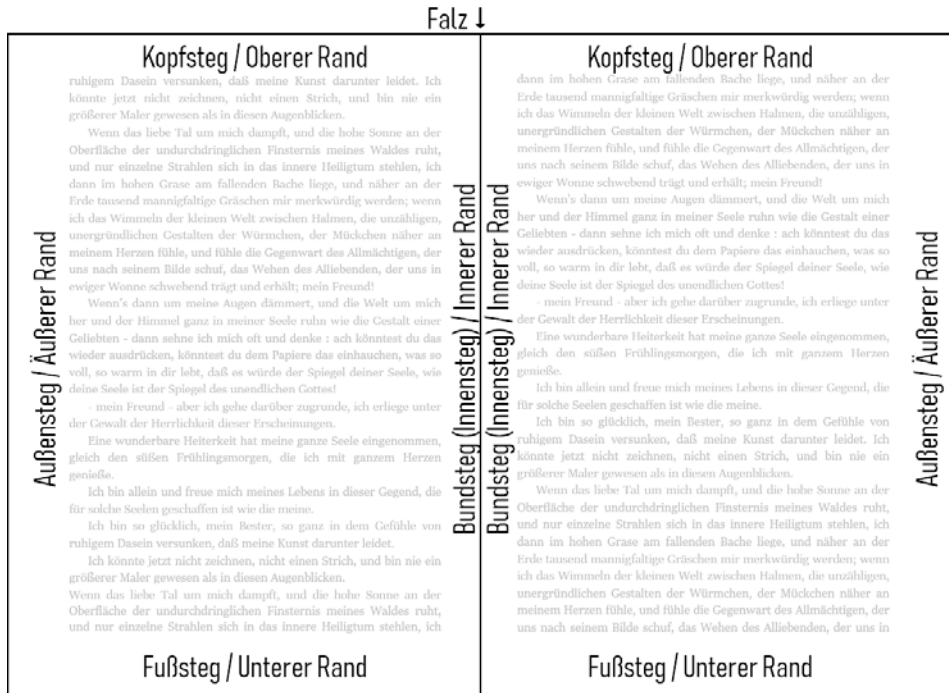 Falz ↓
Kopfsteg / Oberer Rand
ruhigem Dasein versunken, daß meine Kunst darunter leidet. Ich
könnte jetzt nicht zeichnen, nicht einen Strich, und bin nie ein
größerer Maler gewesen als in diesen Augenblicken.
Wenn das liebe Tal um mich dampft, und die hohe Sonne an der
Oberfläche der undurchdringlichen Finsternis meines Waldes ruht,
und nur einzelne Strahlen sich in das innere Heiligtum stehlen, ich
dann im hohen Grase am fallenden Bache liege, und näher an der
Erde tausend mannigfaltige Gräschen mir merkwürdig werden; wenn
ich das Wimmeln der kleinen Welt zwischen Halmen, die unzähligen,
unergründlichen Gestalten der Würmchen, der Mückchen näher an
meinem Herzen fühle, und fühle die Gegenwart des Allmächtigen, der
uns nach seinem Bilde schuf, das Wehen des Alliebenden, der uns in
ewiger Wonne schwebend trägt und erhält; mein Freund!
Wenn's dann um meine Augen dämmert, und die Welt um mich
her und der Himmel ganz in meiner Seele ruhn wie die Gestalt einer
Geliebten - dann sehne ich mich oft und denke : ach könntest du das
wieder ausdrücken, könntest du dem Papiere das einhauchen, was so
voll, so warm in dir lebt, daß es würde der Spiegel deiner Seele, wie
deine Seele ist der Spiegel des unendlichen Gottes!
- mein Freund - aber ich gehe darüber zugrunde, ich erliege unter
der Gewalt der Herrlichkeit dieser Erscheinungen.
Eine wunderbare Heiterkeit hat meine ganze Seele eingenommen,
gleich den süßen Frühlingsmorgen, die ich mit ganzem Herzen
genieße.
Ich bin allein und freue mich meines Lebens in dieser Gegend, die
für solche Seelen geschaffen ist wie die meine.
Ich bin so glücklich, mein Bester, so ganz in dem Gefühle von
ruhigem Dasein versunken, daß meine Kunst darunter leidet.
Ich könnte jetzt nicht zeichnen, nicht einen Strich, und bin nie ein
größerer Maler gewesen als in diesen Augenblicken.
Wenn das liebe Tal um mich dampft, und die hohe Sonne an der
Oberfläche der undurchdringlichen Finsternis meines Waldes ruht,
und nur einzelne Strahlen sich in das innere Heiligtum stehlen, ich
Außensteg / Äußerer Rand
Bundsteg (Innensteg) / Innerer Rand
Fußsteg / Unterer Rand
Kopfsteg / Oberer Rand
dann im hohen Grase am fallenden Bache liege, und näher an der
Erde tausend mannigfaltige Gräschen mir merkwürdig werden; wenn
ich das Wimmeln der kleinen Welt zwischen Halmen, die unzähligen,
unergründlichen Gestalten der Würmchen, der Mückchen näher an
meinem Herzen fühle, und fühle die Gegenwart des Allmächtigen, der
uns nach seinem Bilde schuf, das Wehen des Alliebenden, der uns in
ewiger Wonne schwebend trägt und erhält; mein Freund!
Wenn's dann um meine Augen dämmert, und die Welt um mich
her und der Himmel ganz in meiner Seele ruhn wie die Gestalt einer
Geliebten - dann sehne ich mich oft und denke : ach könntest du das
wieder ausdrücken, könntest du dem Papiere das einhauchen, was so
voll, so warm in dir lebt, daß es würde der Spiegel deiner Seele, wie
deine Seele ist der Spiegel des unendlichen Gottes!
- mein Freund - aber ich gehe darüber zugrunde, ich erliege unter
der Gewalt der Herrlichkeit dieser Erscheinungen.
Eine wunderbare Heiterkeit hat meine ganze Seele eingenommen,
gleich den süßen Frühlingsmorgen, die ich mit ganzem Herzen
genieße.
Ich bin allein und freue mich meines Lebens in dieser Gegend, die
für solche Seelen geschaffen ist wie die meine.
Ich bin so glücklich, mein Bester, so ganz in dem Gefühle von
ruhigem Dasein versunken, daß meine Kunst darunter leidet. Ich
könnte jetzt nicht zeichnen, nicht einen Strich, und bin nie ein
größerer Maler gewesen als in diesen Augenblicken.
Wenn das liebe Tal um mich dampft, und die hohe Sonne an der
Oberfläche der undurchdringlichen Finsternis meines Waldes ruht,
und nur einzelne Strahlen sich in das innere Heiligtum stehlen, ich
dann im hohen Grase am fallenden Bache liege, und näher an der
Erde tausend mannigfaltige Gräschen mir merkwürdig werden; wenn
ich das Wimmeln der kleinen Welt zwischen Halmen, die unzähligen,
unergründlichen Gestalten der Würmchen, der Mückchen näher an
meinem Herzen fühle, und fühle die Gegenwart des Allmächtigen, der
uns nach seinem Bilde schuf, das Wehen des Alliebenden, der uns in
Bundsteg (Innensteg) / Innerer Rand
Außensteg / Äußerer Rand
Fußsteg / Unterer Rand